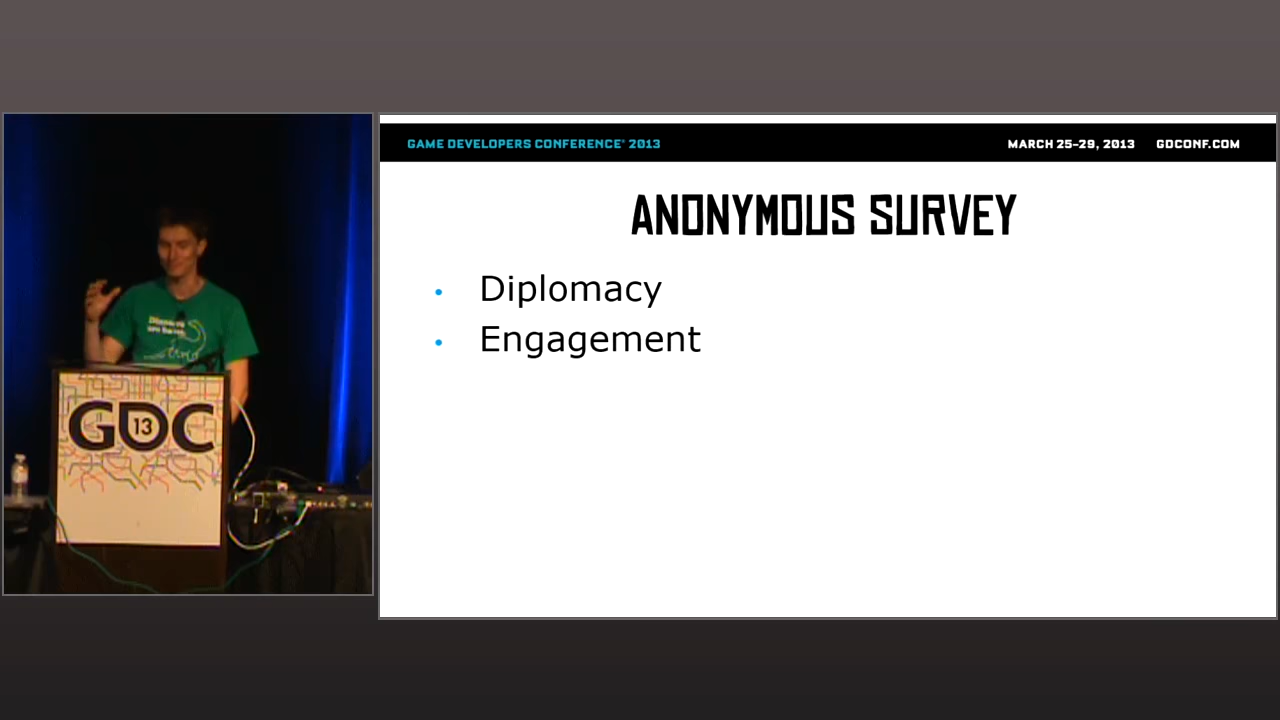 GAME DEVELOPERS CONFERENCE® 2013
MARCH 25-29, 2013 GDCONF.COM
ANONYMOUS SURVEY
• Diplomacy
• Engagement
GDC
13